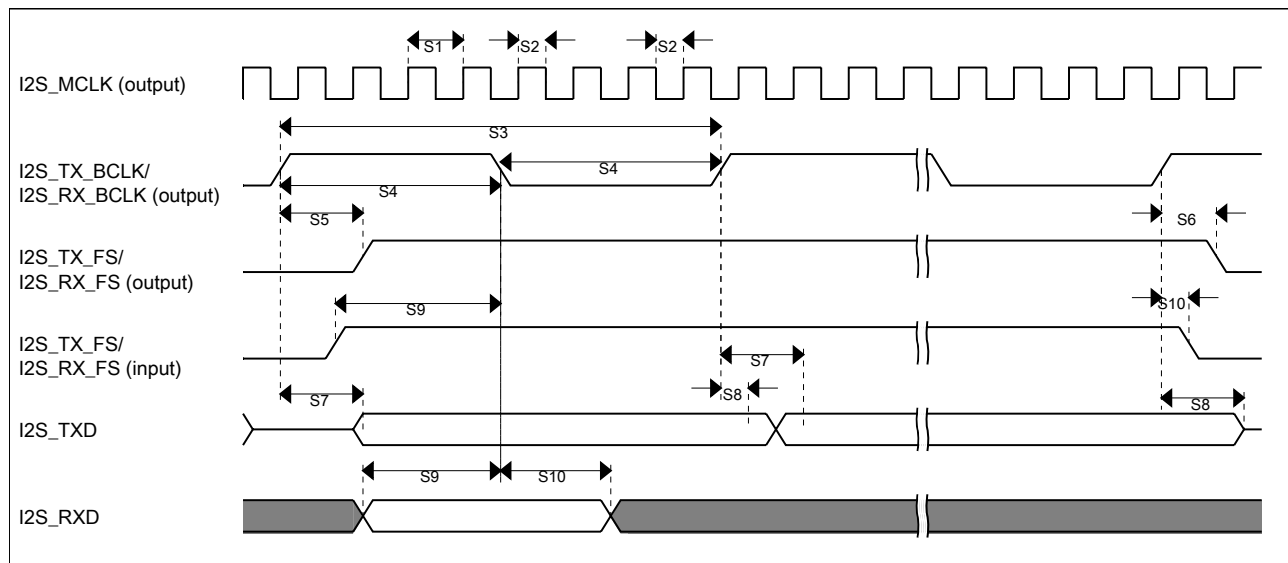 S1
S2
S2
I2S_MCLK (output)
S3
I2S_TX_BCLK/
I2S_RX_BCLK (output)
S4
S4
S5
S6
I2S_TX_FS/
I2S_RX_FS (output)
S9
S10
I2S_TX_FS/
I2S_RX_FS (input)
S7
S7
S8
S8
I2S_TXD
S9
S10
I2S_RXD